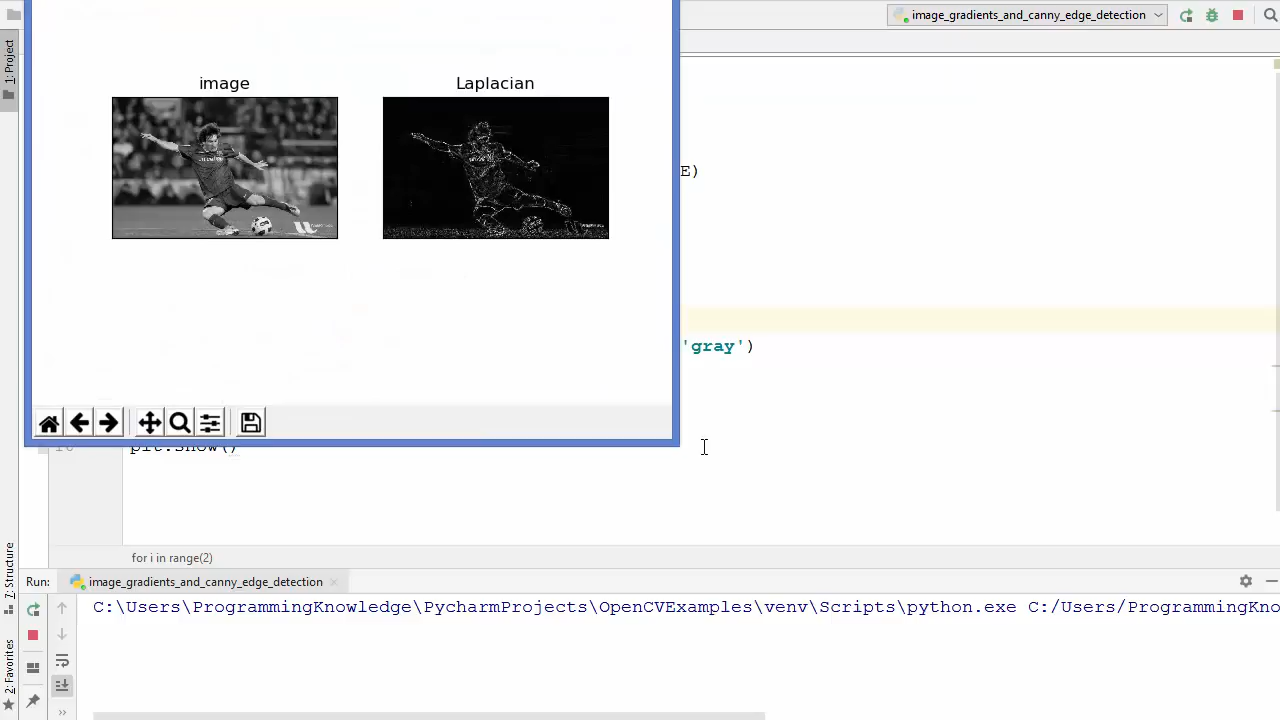 image_gradients_and_canny_edge_detection
1: Project
image
Laplacian
E)
'gray')
plt.show()
for i in range(2)
7: Structure
2: Favorites
Run:
image_gradients_and_canny_edge_detection
C:\Users\ProgrammingKnowledge\PycharmProjects\OpenCVExamples\venv\Scripts\python.exe C:/Users/ProgrammingKno